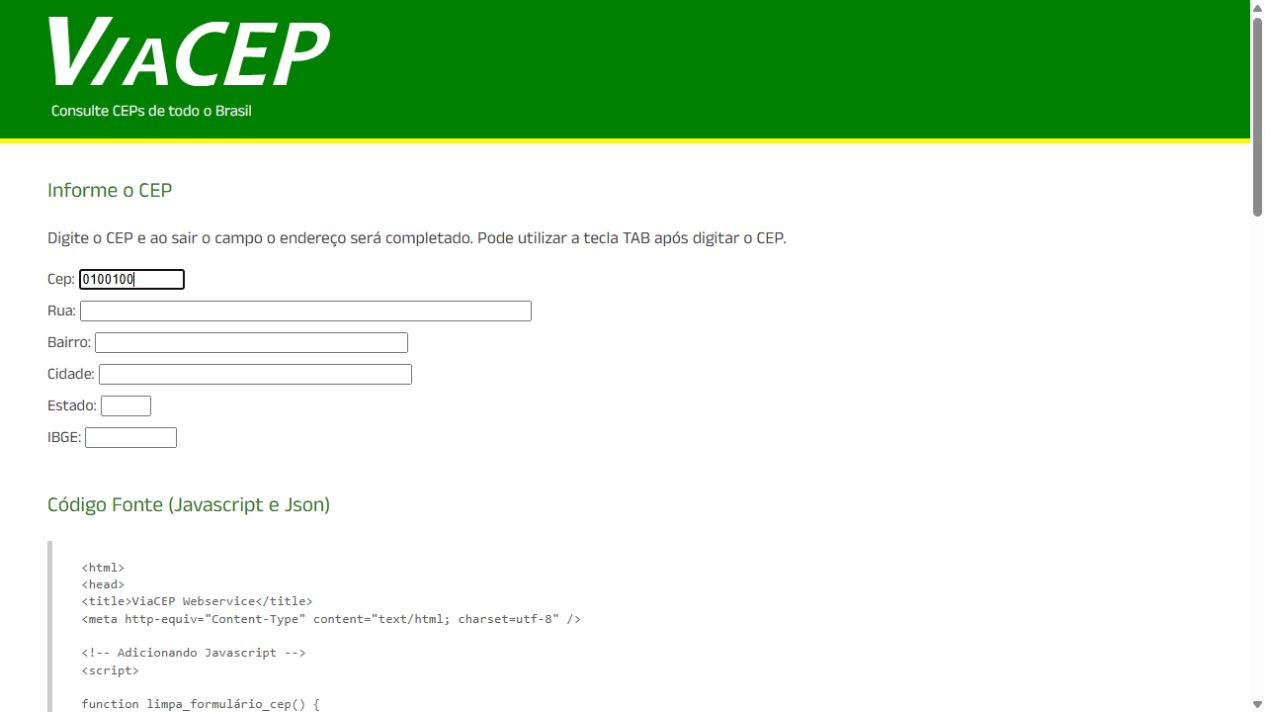 VIACEP
Consulte CEPs de todo o Brasil
Informe o CEP
Digite o CEP e ao sair o campo o endereço será completado. Pode utilizar a tecla TAB após digitar o CEP.
Cep: 0100100
Rua:
Bairro:
Cidade:
Estado:
IBGE:
Código Fonte (Javascript e Json)
<html>
<head>
<title>ViaCEP Webservice</title>
<meta http-equiv="Content-Type" content="text/html; charset=utf-8" />
<!-- Adicionando Javascript -->
<script>
function limpa_formulário_cep() {